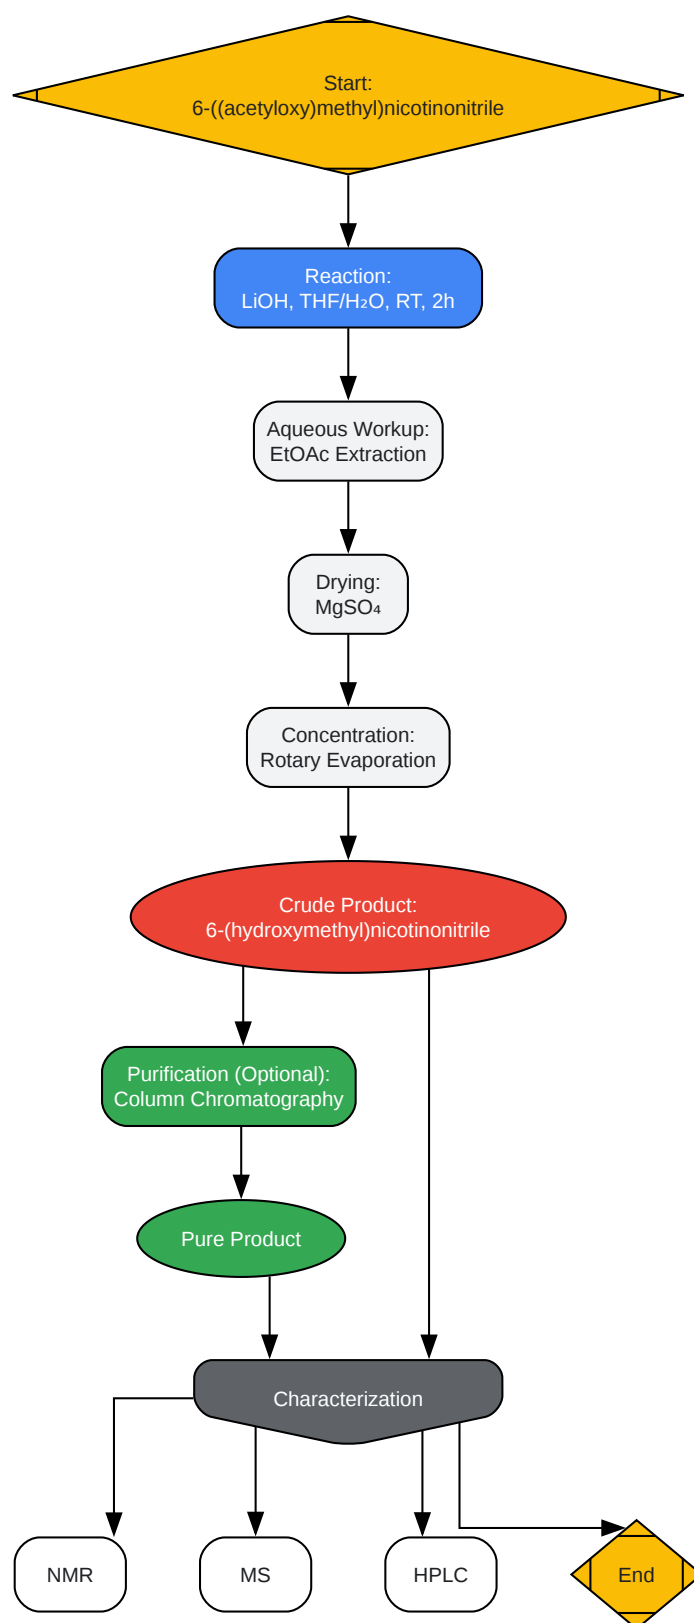 Start:
6-((acetyloxy)methyl)nicotinonitrile
Reaction:
LiOH, THF/H₂O, RT, 2h
Aqueous Workup:
EtOAc Extraction
Drying:
MgSO₄
Concentration:
Rotary Evaporation
Crude Product:
6-(hydroxymethyl)nicotinonitrile
Purification (Optional):
Column Chromatography
Pure Product
Characterization
NMR
MS
HPLC
End